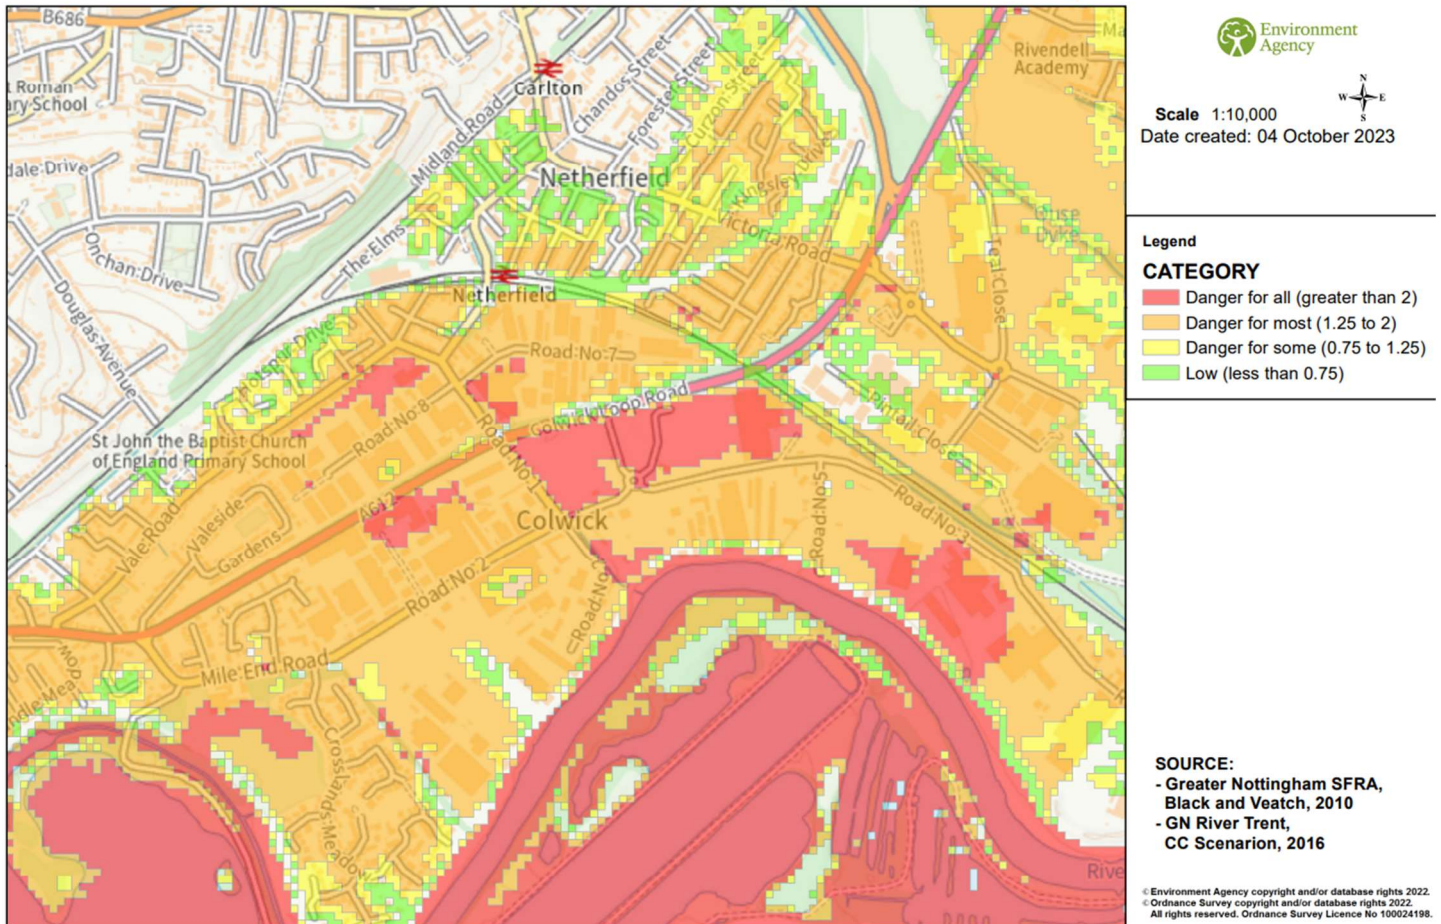 B686
Rivendell
Academy
Ma
Environment
Agency
N
W E
S
Scale 1:10,000
Date created: 04 October 2023
Carlton
Chandos Street
Forester Street
Curzon Street
Midland Road
t Roman
ary School
dale Drive
Netherfield
Kingsley Drive
Victoria Road
Ouse
Dyke
Teal Close
The Elms
Orchan Drive
Douglas Avenue
Netherfield
Hotspur Drive
Road No 7
Colwick Loop Road
Road No 8
Pintail Close
St John the Baptist Church
of England Primary School
Road No 1
A612
Colwick
Road No 5
Road No 3
Vale Road
Valeside
Gardens
Road No 2
Mile End Road
Crosslands Meadow
Rive
Legend
CATEGORY
Danger for all (greater than 2)
Danger for most (1.25 to 2)
Danger for some (0.75 to 1.25)
Low (less than 0.75)
SOURCE:
- Greater Nottingham SFRA,
Black and Veatch, 2010
- GN River Trent,
CC Scenarion, 2016
© Environment Agency copyright and/or database rights 2022.
© Ordnance Survey copyright and/or database rights 2022.
All rights reserved. Ordnance Survey Licence No 100024198.